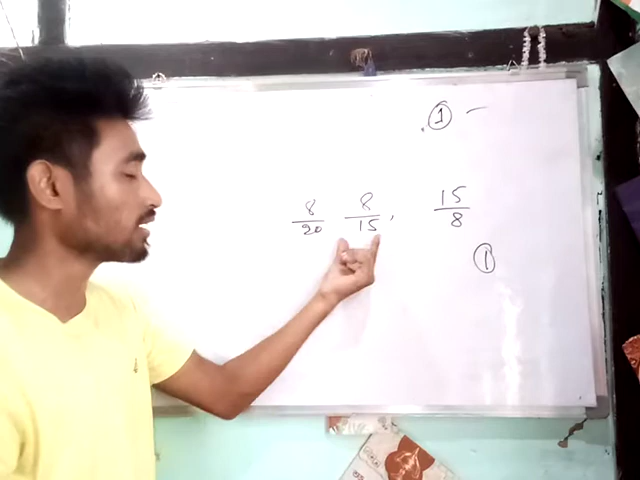 ① -
8/20 8/15, 15/8
①